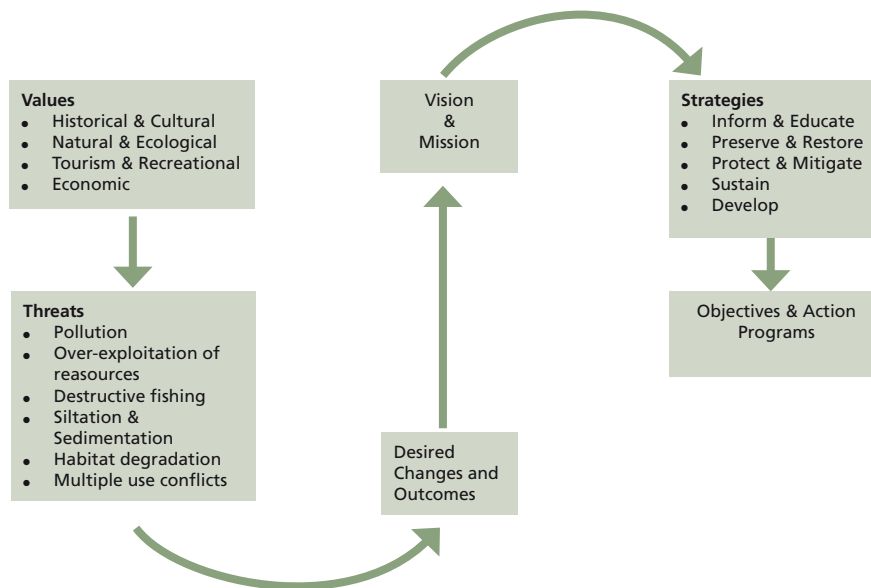 Values
• Historical & Cultural
• Natural & Ecological
• Tourism & Recreational
• Economic
Threats
• Pollution
• Over-exploitation of
reasources
• Destructive fishing
• Siltation &
Sedimentation
• Habitat degradation
• Multiple use conflicts
Desired
Changes and
Outcomes
Vision
&
Mission
Strategies
• Inform & Educate
• Preserve & Restore
• Protect & Mitigate
• Sustain
• Develop
Objectives & Action
Programs